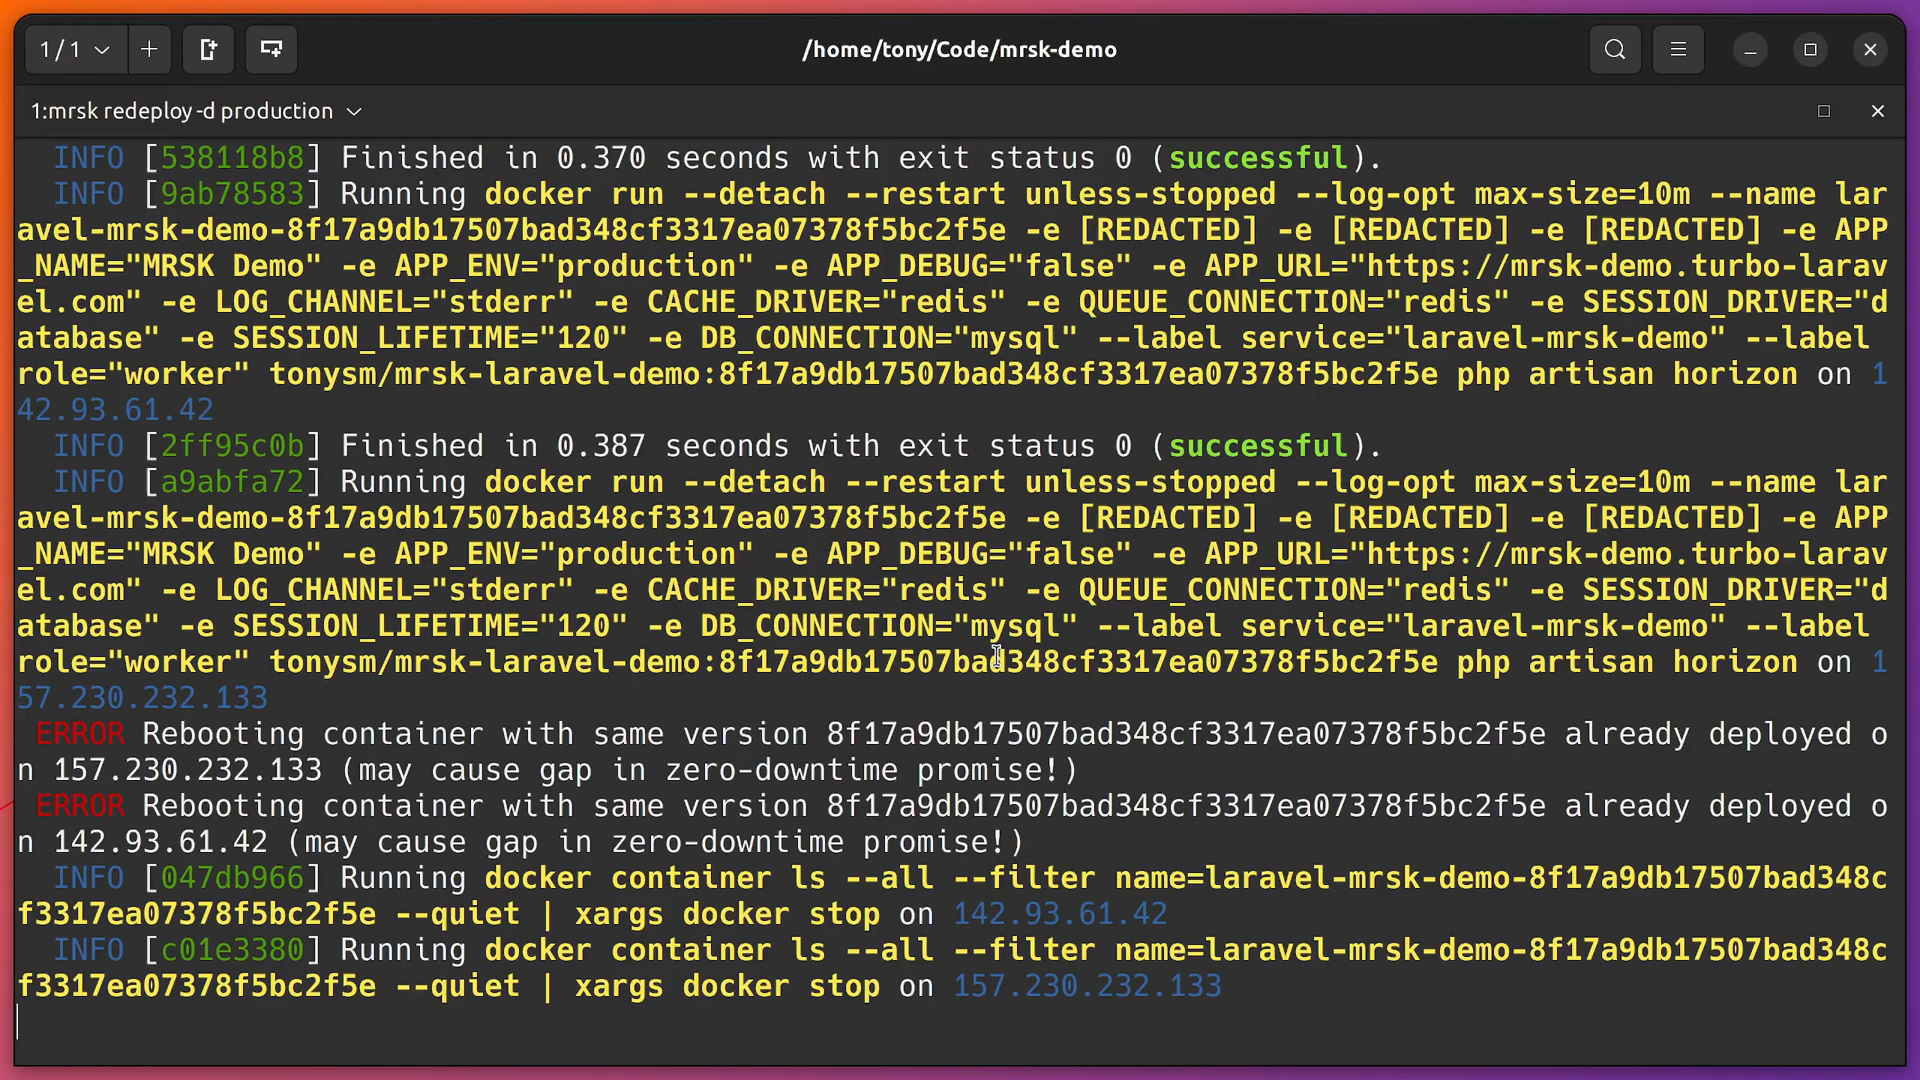 1 / 1
/home/tony/Code/mrsk-demo
1:mrsk redeploy -d production
INFO [538118b8] Finished in 0.370 seconds with exit status 0 (successful).
INFO [9ab78583] Running docker run --detach --restart unless-stopped --log-opt max-size=10m --name lar
avel-mrsk-demo-8f17a9db17507bad348cf3317ea07378f5bc2f5e -e [REDACTED] -e [REDACTED] -e [REDACTED] -e APP
_NAME="MRSK Demo" -e APP_ENV="production" -e APP_DEBUG="false" -e APP_URL="https://mrsk-demo.turbo-larav
el.com" -e LOG_CHANNEL="stderr" -e CACHE_DRIVER="redis" -e QUEUE_CONNECTION="redis" -e SESSION_DRIVER="d
atabase" -e SESSION_LIFETIME="120" -e DB_CONNECTION="mysql" --label service="laravel-mrsk-demo" --label
role="worker" tonysm/mrsk-laravel-demo:8f17a9db17507bad348cf3317ea07378f5bc2f5e php artisan horizon on 1
42.93.61.42
INFO [2ff95c0b] Finished in 0.387 seconds with exit status 0 (successful).
INFO [a9abfa72] Running docker run --detach --restart unless-stopped --log-opt max-size=10m --name lar
avel-mrsk-demo-8f17a9db17507bad348cf3317ea07378f5bc2f5e -e [REDACTED] -e [REDACTED] -e [REDACTED] -e APP
_NAME="MRSK Demo" -e APP_ENV="production" -e APP_DEBUG="false" -e APP_URL="https://mrsk-demo.turbo-larav
el.com" -e LOG_CHANNEL="stderr" -e CACHE_DRIVER="redis" -e QUEUE_CONNECTION="redis" -e SESSION_DRIVER="d
atabase" -e SESSION_LIFETIME="120" -e DB_CONNECTION="mysql" --label service="laravel-mrsk-demo" --label
role="worker" tonysm/mrsk-laravel-demo:8f17a9db17507bad348cf3317ea07378f5bc2f5e php artisan horizon on 1
57.230.232.133
ERROR Rebooting container with same version 8f17a9db17507bad348cf3317ea07378f5bc2f5e already deployed o
n 157.230.232.133 (may cause gap in zero-downtime promise!)
ERROR Rebooting container with same version 8f17a9db17507bad348cf3317ea07378f5bc2f5e already deployed o
n 142.93.61.42 (may cause gap in zero-downtime promise!)
INFO [047db966] Running docker container ls --all --filter name=laravel-mrsk-demo-8f17a9db17507bad348c
f3317ea07378f5bc2f5e --quiet | xargs docker stop on 142.93.61.42
INFO [c01e3380] Running docker container ls --all --filter name=laravel-mrsk-demo-8f17a9db17507bad348c
f3317ea07378f5bc2f5e --quiet | xargs docker stop on 157.230.232.133